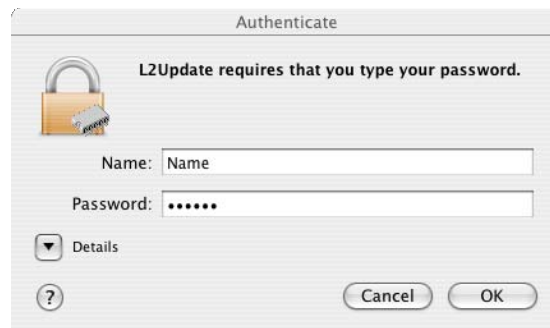 Authenticate
L2Update requires that you type your password.
Name: Name
Password: ••••••
Details
? Cancel OK